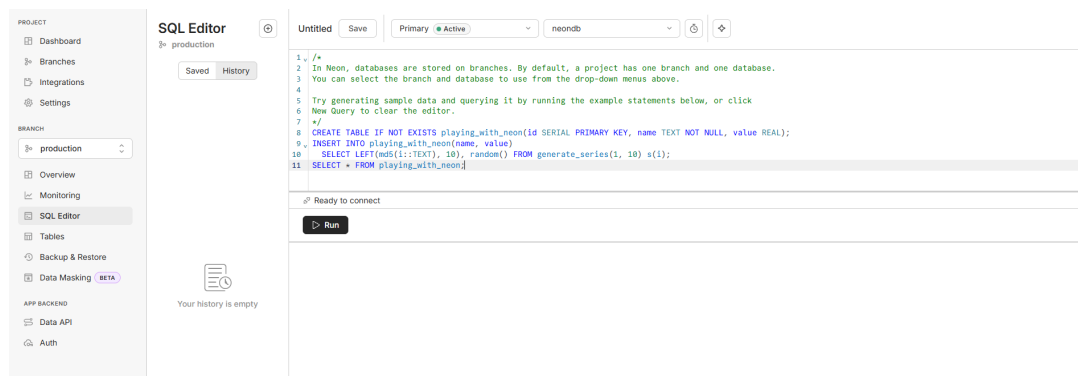 PROJECT
Dashboard
Branches
Integrations
Settings
BRANCH
production
Overview
Monitoring
SQL Editor
Tables
Backup & Restore
Data Masking BETA
APP BACKEND
Data API
Auth
SQL Editor
production
Saved History
Your history is empty
Untitled Save Primary Active neondb
1 /*
2 In Neon, databases are stored on branches. By default, a project has one branch and one database.
3 You can select the branch and database to use from the drop-down menus above.
4
5 Try generating sample data and querying it by running the example statements below, or click
6 New Query to clear the editor.
7 */
8 CREATE TABLE IF NOT EXISTS playing_with_neon(id SERIAL PRIMARY KEY, name TEXT NOT NULL, value REAL);
9 INSERT INTO playing_with_neon(name, value)
10 SELECT LEFT(md5(i::TEXT), 10), random() FROM generate_series(1, 10) s(i);
11 SELECT * FROM playing_with_neon;
Ready to connect
Run